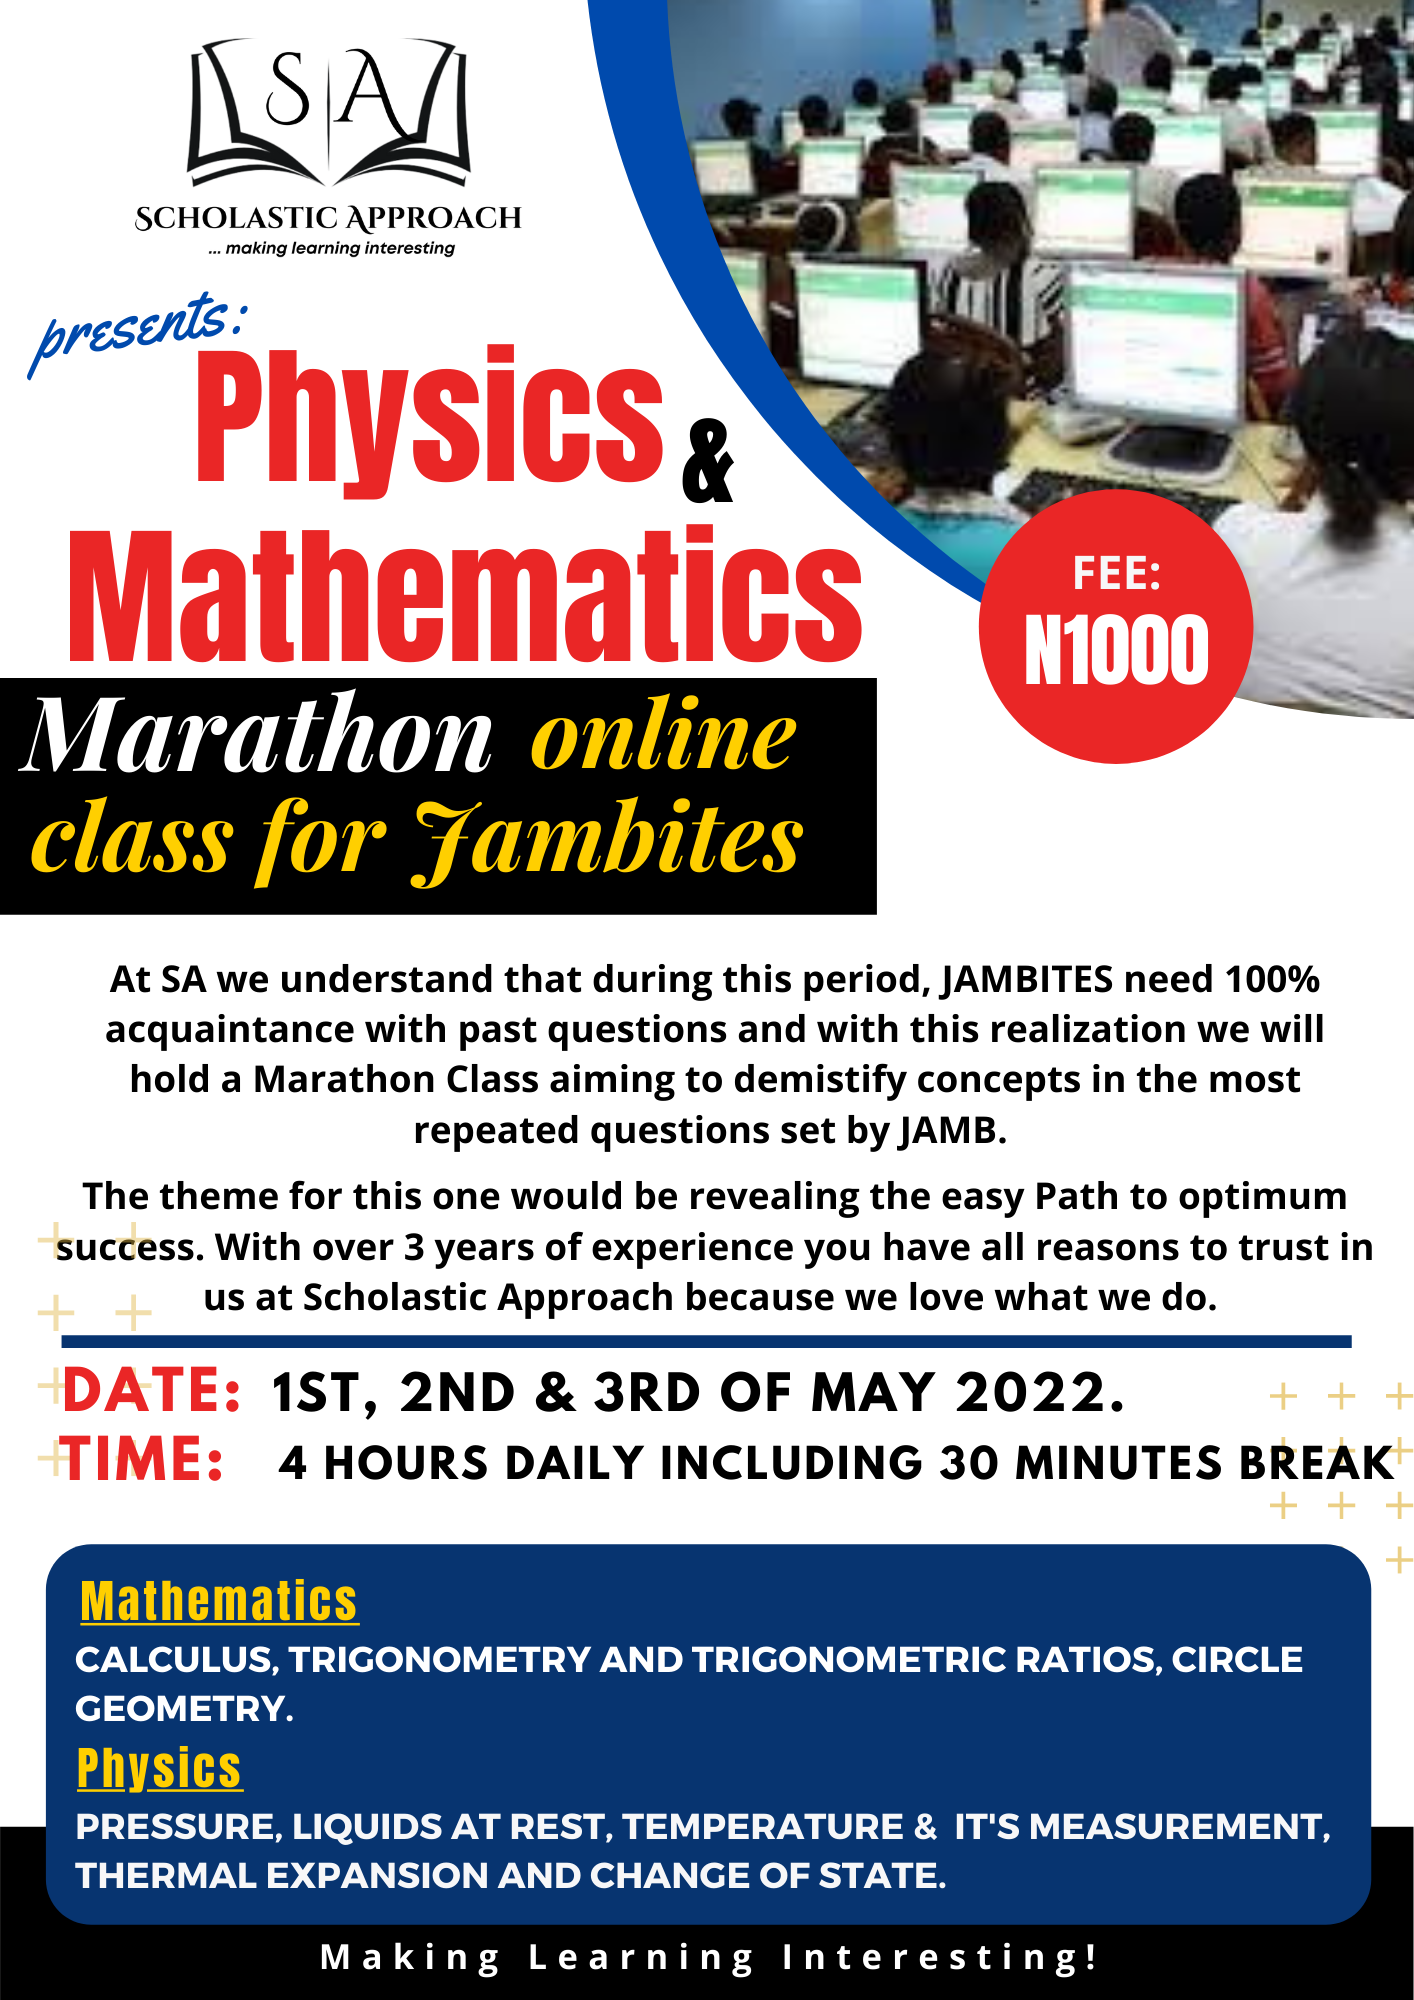 S A
SCHOLASTIC APPROACH
... making learning interesting
presents:
Physics &
Mathematics
FEE:
N1000
Marathon online
class for Jambites
At SA we understand that during this period, JAMBITES need 100%
acquaintance with past questions and with this realization we will
hold a Marathon Class aiming to demistify concepts in the most
repeated questions set by JAMB.
The theme for this one would be revealing the easy Path to optimum
success. With over 3 years of experience you have all reasons to trust in
us at Scholastic Approach because we love what we do.
DATE: 1ST, 2ND & 3RD OF MAY 2022.
TIME: 4 HOURS DAILY INCLUDING 30 MINUTES BREAK
Mathematics
CALCULUS, TRIGONOMETRY AND TRIGONOMETRIC RATIOS, CIRCLE
GEOMETRY.
Physics
PRESSURE, LIQUIDS AT REST, TEMPERATURE & IT'S MEASUREMENT,
THERMAL EXPANSION AND CHANGE OF STATE.
Making Learning Interesting!